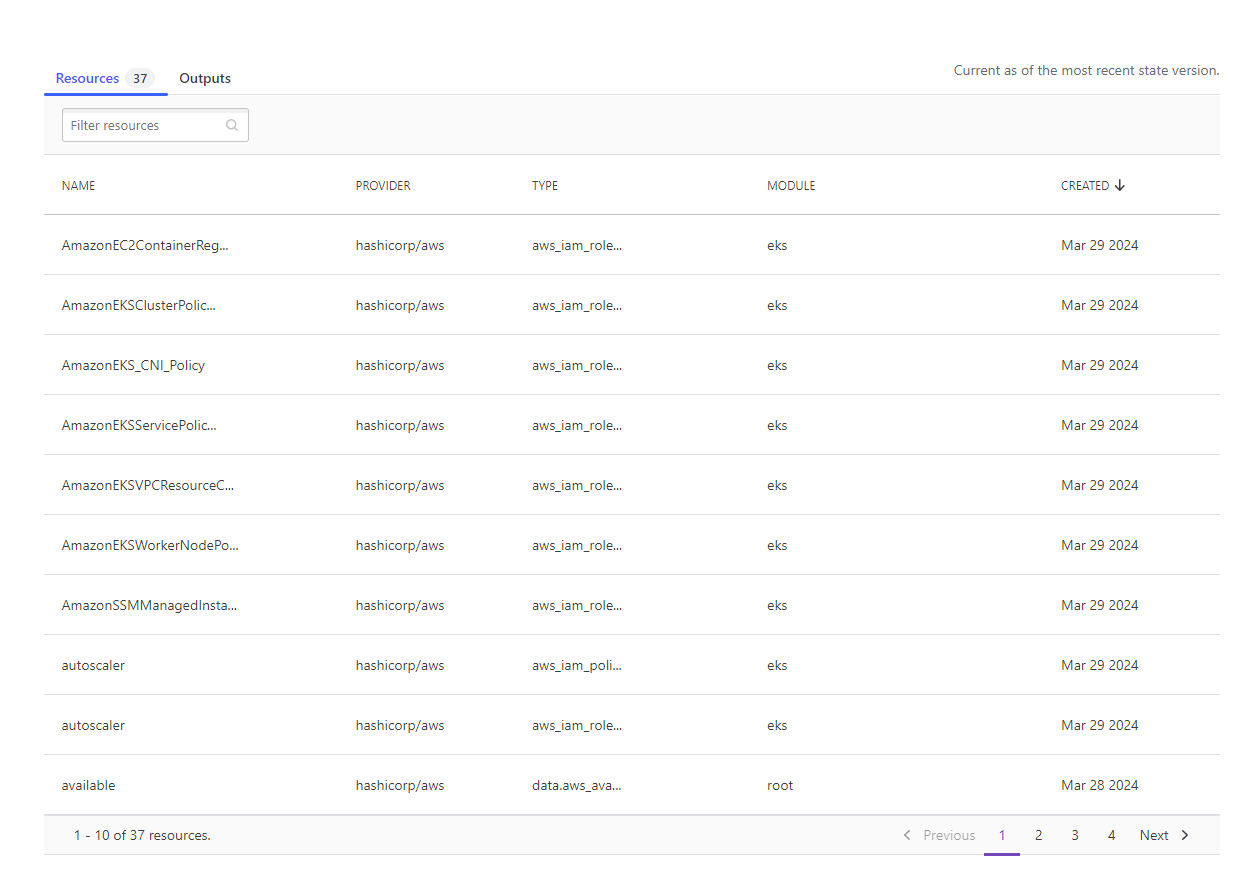 Resources 37 Outputs Current as of the most recent state version.
Filter resources
NAME PROVIDER TYPE MODULE CREATED
AmazonEC2ContainerReg... hashicorp/aws aws_iam_role... eks Mar 29 2024
AmazonEKSClusterPolic... hashicorp/aws aws_iam_role... eks Mar 29 2024
AmazonEKS_CNI_Policy hashicorp/aws aws_iam_role... eks Mar 29 2024
AmazonEKSServicePolic... hashicorp/aws aws_iam_role... eks Mar 29 2024
AmazonEKSVPCResourceC... hashicorp/aws aws_iam_role... eks Mar 29 2024
AmazonEKSWorkerNodePo... hashicorp/aws aws_iam_role... eks Mar 29 2024
AmazonSSMManagedInsta... hashicorp/aws aws_iam_role... eks Mar 29 2024
autoscaler hashicorp/aws aws_iam_poli... eks Mar 29 2024
autoscaler hashicorp/aws aws_iam_role... eks Mar 29 2024
available hashicorp/aws data.aws_ava... root Mar 28 2024
1 - 10 of 37 resources. Previous 1 2 3 4 Next